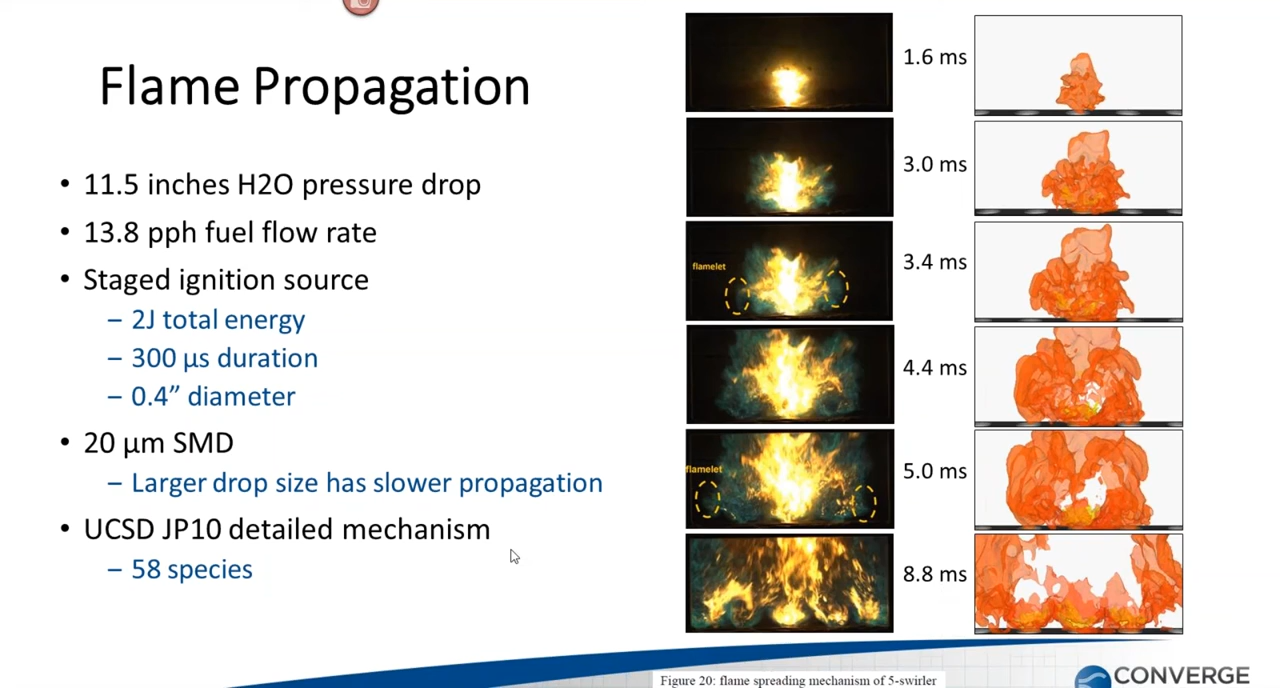 Flame Propagation
• 11.5 inches H2O pressure drop
• 13.8 pph fuel flow rate
• Staged ignition source
– 2J total energy
– 300 µs duration
– 0.4” diameter
• 20 µm SMD
– Larger drop size has slower propagation
• UCSD JP10 detailed mechanism
– 58 species
1.6 ms
3.0 ms
flamelet
3.4 ms
4.4 ms
flamelet
5.0 ms
8.8 ms
Figure 20: flame spreading mechanism of 5-swirler
CONVERGE